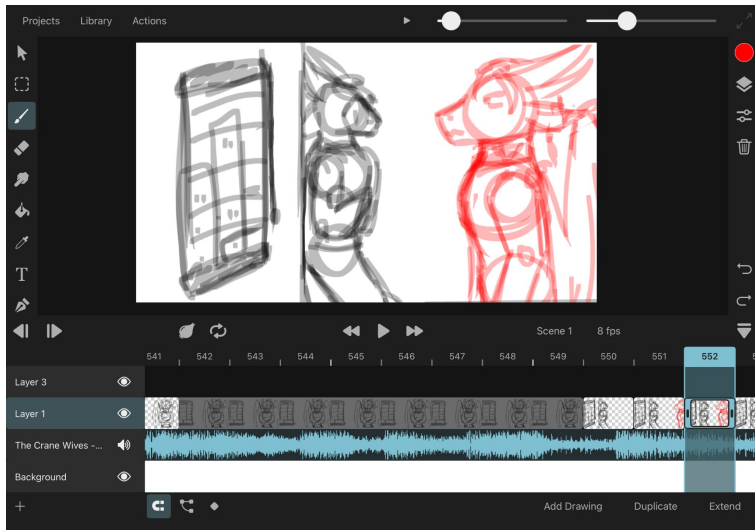 Projects Library Actions
T
Scene 1 8 fps
541 542 543 544 545 546 547 548 549 550 551 552
Layer 3
Layer 1
The Crane Wives -...
Background
Add Drawing Duplicate Extend